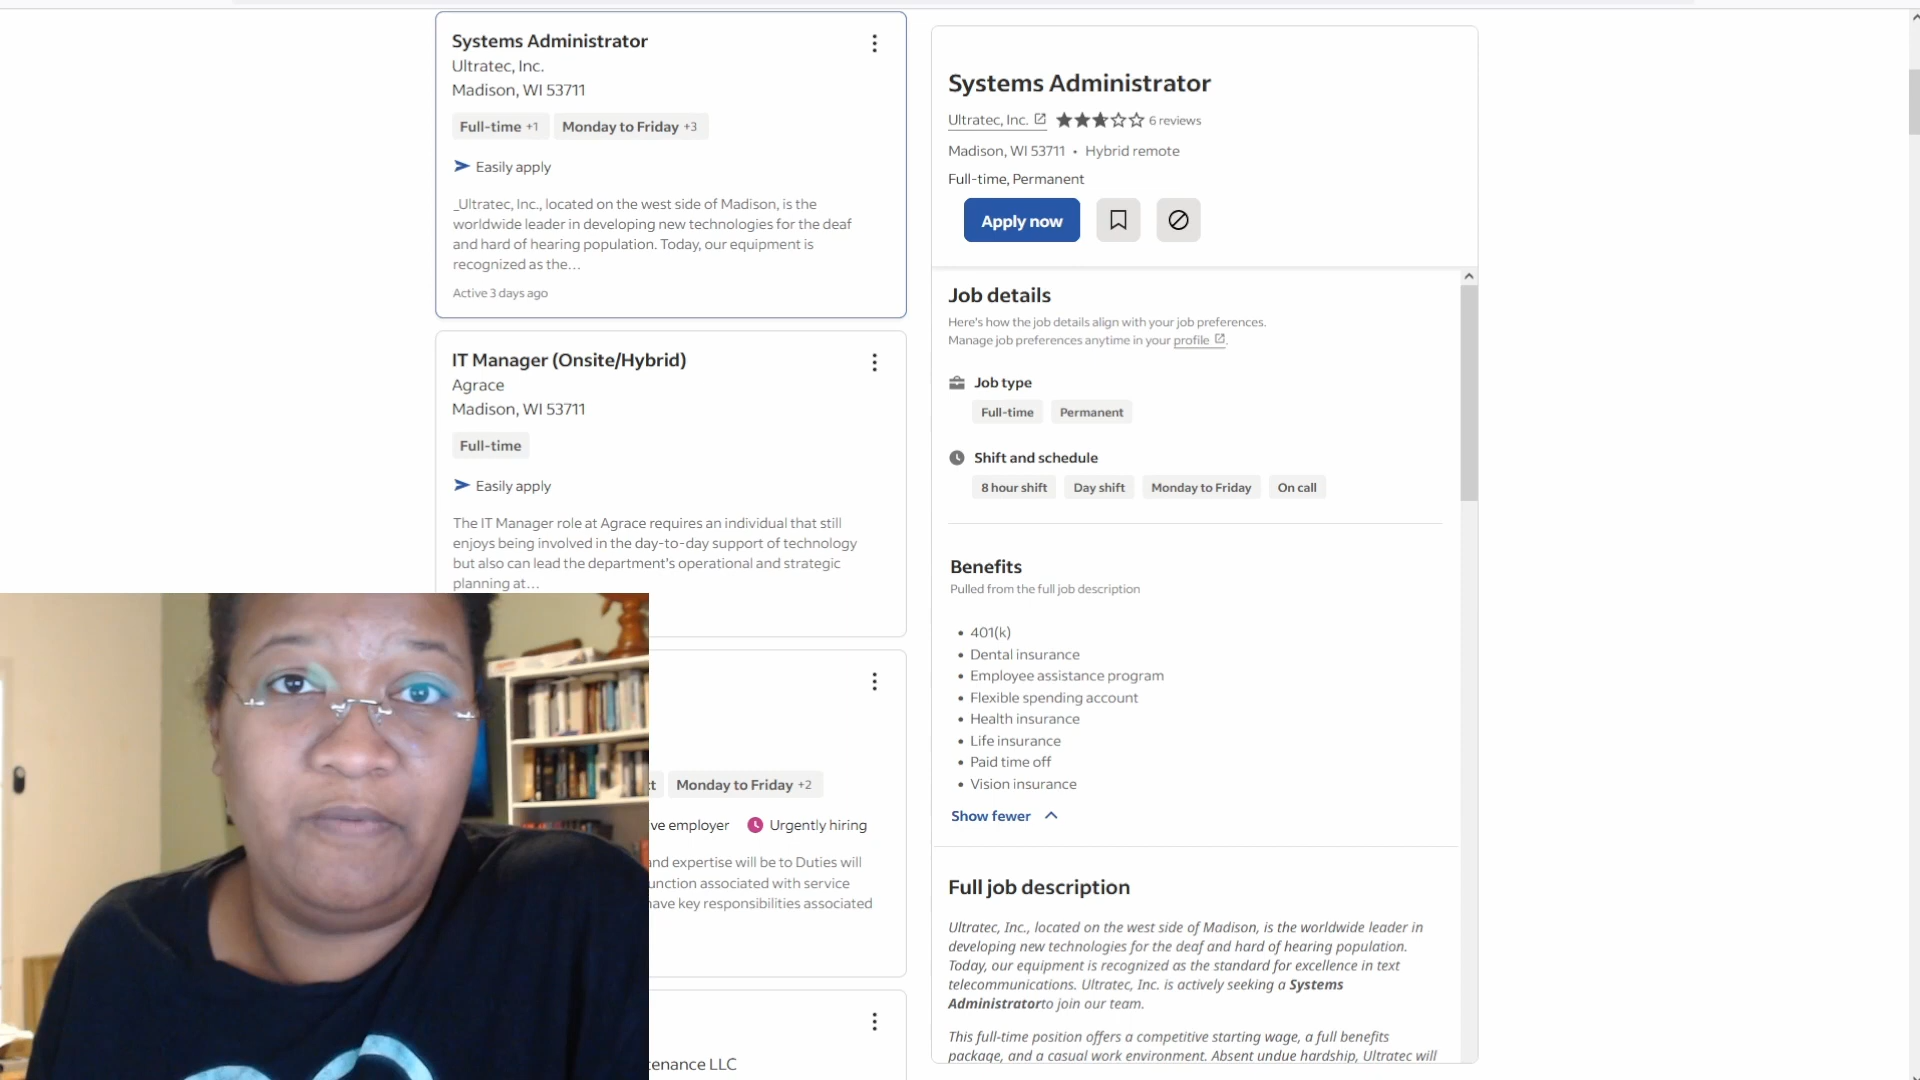 Systems Administrator
Ultratec, Inc.
Madison, WI 53711
Full-time +1
Monday to Friday +3
Easily apply
_Ultratec, Inc., located on the west side of Madison, is the
worldwide leader in developing new technologies for the deaf
and hard of hearing population. Today, our equipment is
recognized as the…
Active 3 days ago
IT Manager (Onsite/Hybrid)
Agrace
Madison, WI 53711
Full-time
Easily apply
The IT Manager role at Agrace requires an individual that still
enjoys being involved in the day-to-day support of technology
but also can lead the department's operational and strategic
planning at…
Monday to Friday +2
employer
Urgently hiring
and expertise will be to Duties will
associated with service
have key responsibilities associated
LLC
Systems Administrator
Ultratec, Inc.
6 reviews
Madison, WI 53711 • Hybrid remote
Full-time, Permanent
Apply now
Job details
Here's how the job details align with your job preferences.
Manage job preferences anytime in your profile.
Job type
Full-time
Permanent
Shift and schedule
8 hour shift
Day shift
Monday to Friday
On call
Benefits
Pulled from the full job description
• 401(k)
• Dental insurance
• Employee assistance program
• Flexible spending account
• Health insurance
• Life insurance
• Paid time off
• Vision insurance
Show fewer
Full job description
Ultratec, Inc., located on the west side of Madison, is the worldwide leader in
developing new technologies for the deaf and hard of hearing population.
Today, our equipment is recognized as the standard for excellence in text
telecommunications. Ultratec, Inc. is actively seeking a Systems
Administratorto join our team.
This full-time position offers a competitive starting wage, a full benefits
package, and a casual work environment. Absent undue hardship, Ultratec will